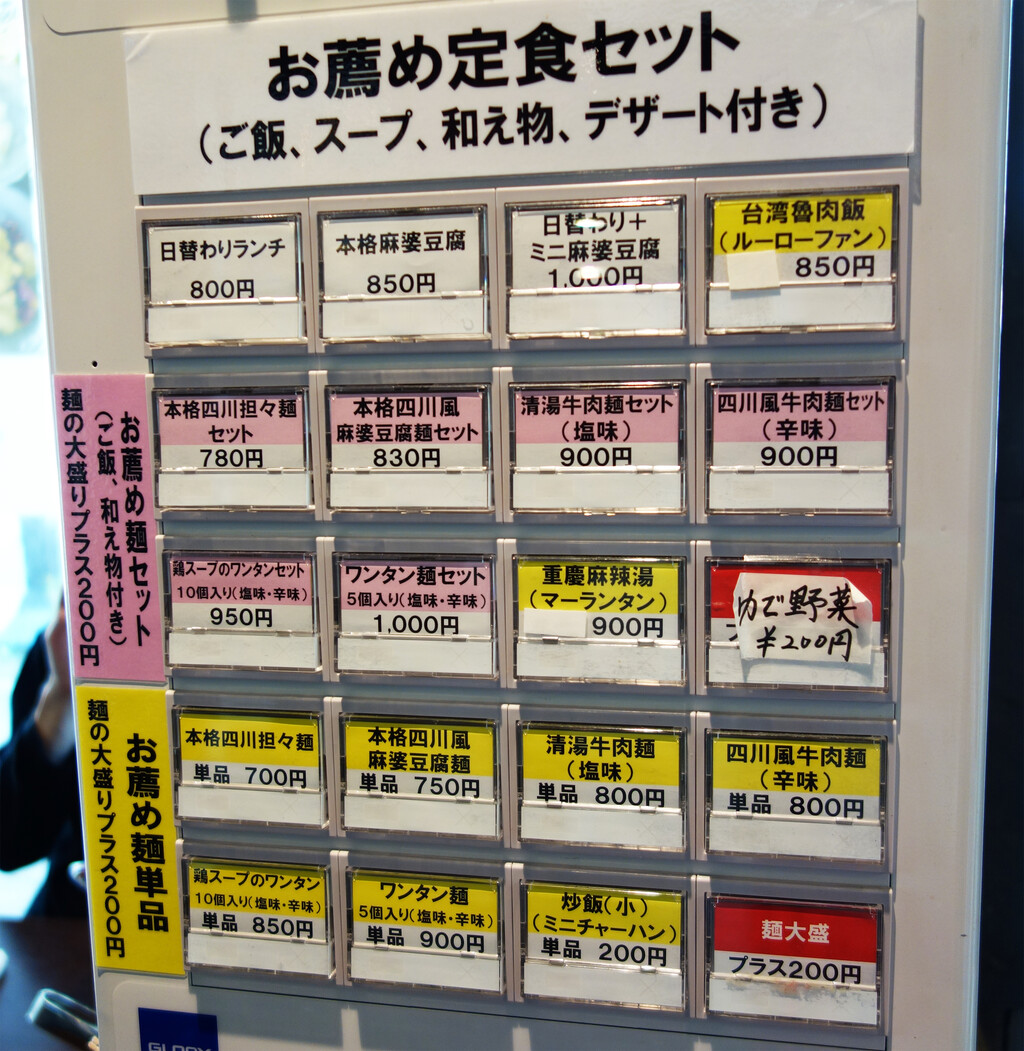 お薦め定食セット
（ご飯、スープ、和え物、デザート付き）
日替わりランチ
800円
本格麻婆豆腐
850円
日替わり＋
ミニ麻婆豆腐
1,000円
台湾魯肉飯
（ルーローファン）
850円
お薦め麺セット
（ご飯、和え物付き）
麺の大盛りプラス200円
本格四川担々麺
セット
780円
本格四川風
麻婆豆腐麺セット
830円
清湯牛肉麺セット
（塩味）
900円
四川風牛肉麺セット
（辛味）
900円
鶏スープのワンタンセット
10個入り（塩味・辛味）
950円
ワンタン麺セット
5個入り（塩味・辛味）
1,000円
重慶麻辣湯
（マーランタン）
900円
ゆで野菜
¥200円
お薦め麺単品
麺の大盛りプラス200円
本格四川担々麺
単品 700円
本格四川風
麻婆豆腐麺
単品 750円
清湯牛肉麺
（塩味）
単品 800円
四川風牛肉麺
（辛味）
単品 800円
鶏スープのワンタン
10個入り（塩味・辛味）
単品 850円
ワンタン麺
5個入り（塩味・辛味）
単品 900円
炒飯（小）
（ミニチャーハン）
単品 200円
麺大盛
プラス200円
GLORY